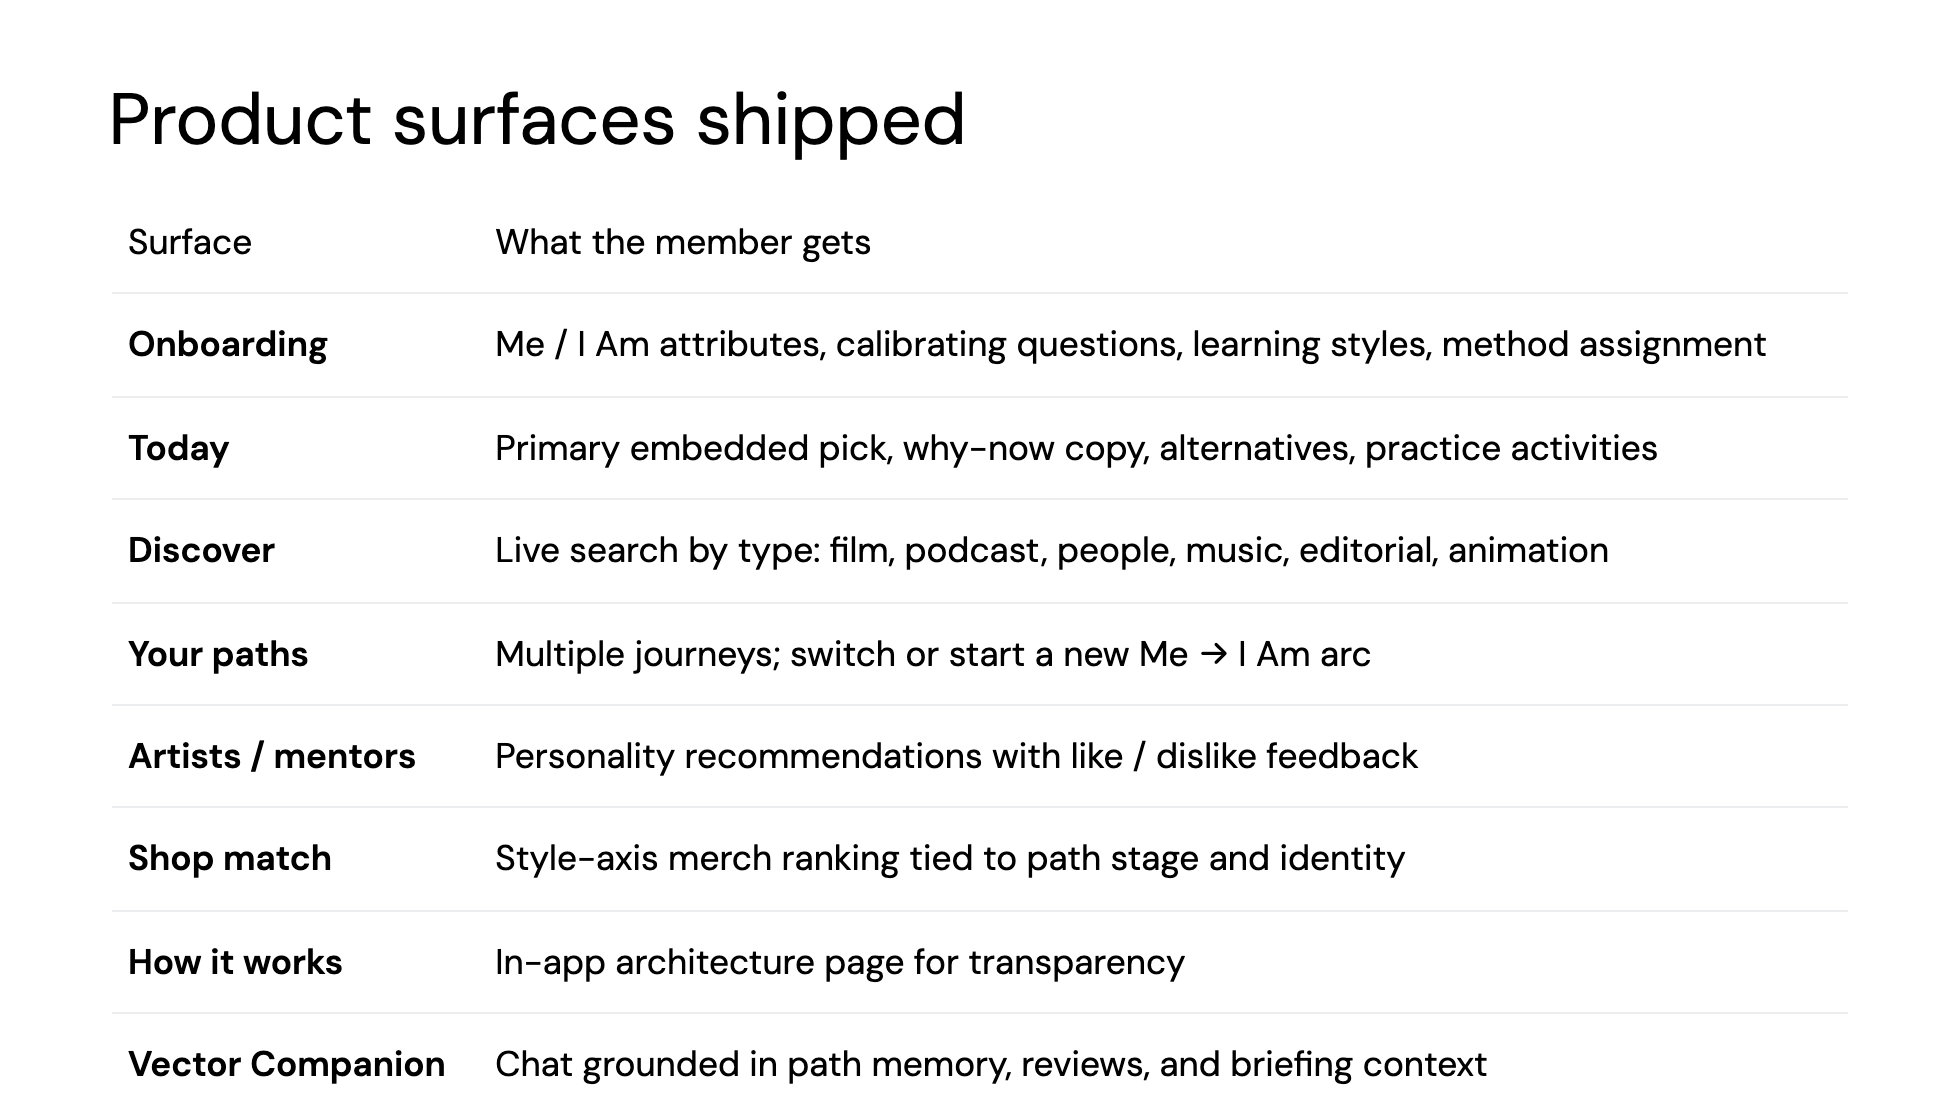 Product surfaces shipped
Surface What the member gets
Onboarding Me / I Am attributes, calibrating questions, learning styles, method assignment
Today Primary embedded pick, why-now copy, alternatives, practice activities
Discover Live search by type: film, podcast, people, music, editorial, animation
Your paths Multiple journeys; switch or start a new Me → I Am arc
Artists / mentors Personality recommendations with like / dislike feedback
Shop match Style-axis merch ranking tied to path stage and identity
How it works In-app architecture page for transparency
Vector Companion Chat grounded in path memory, reviews, and briefing context